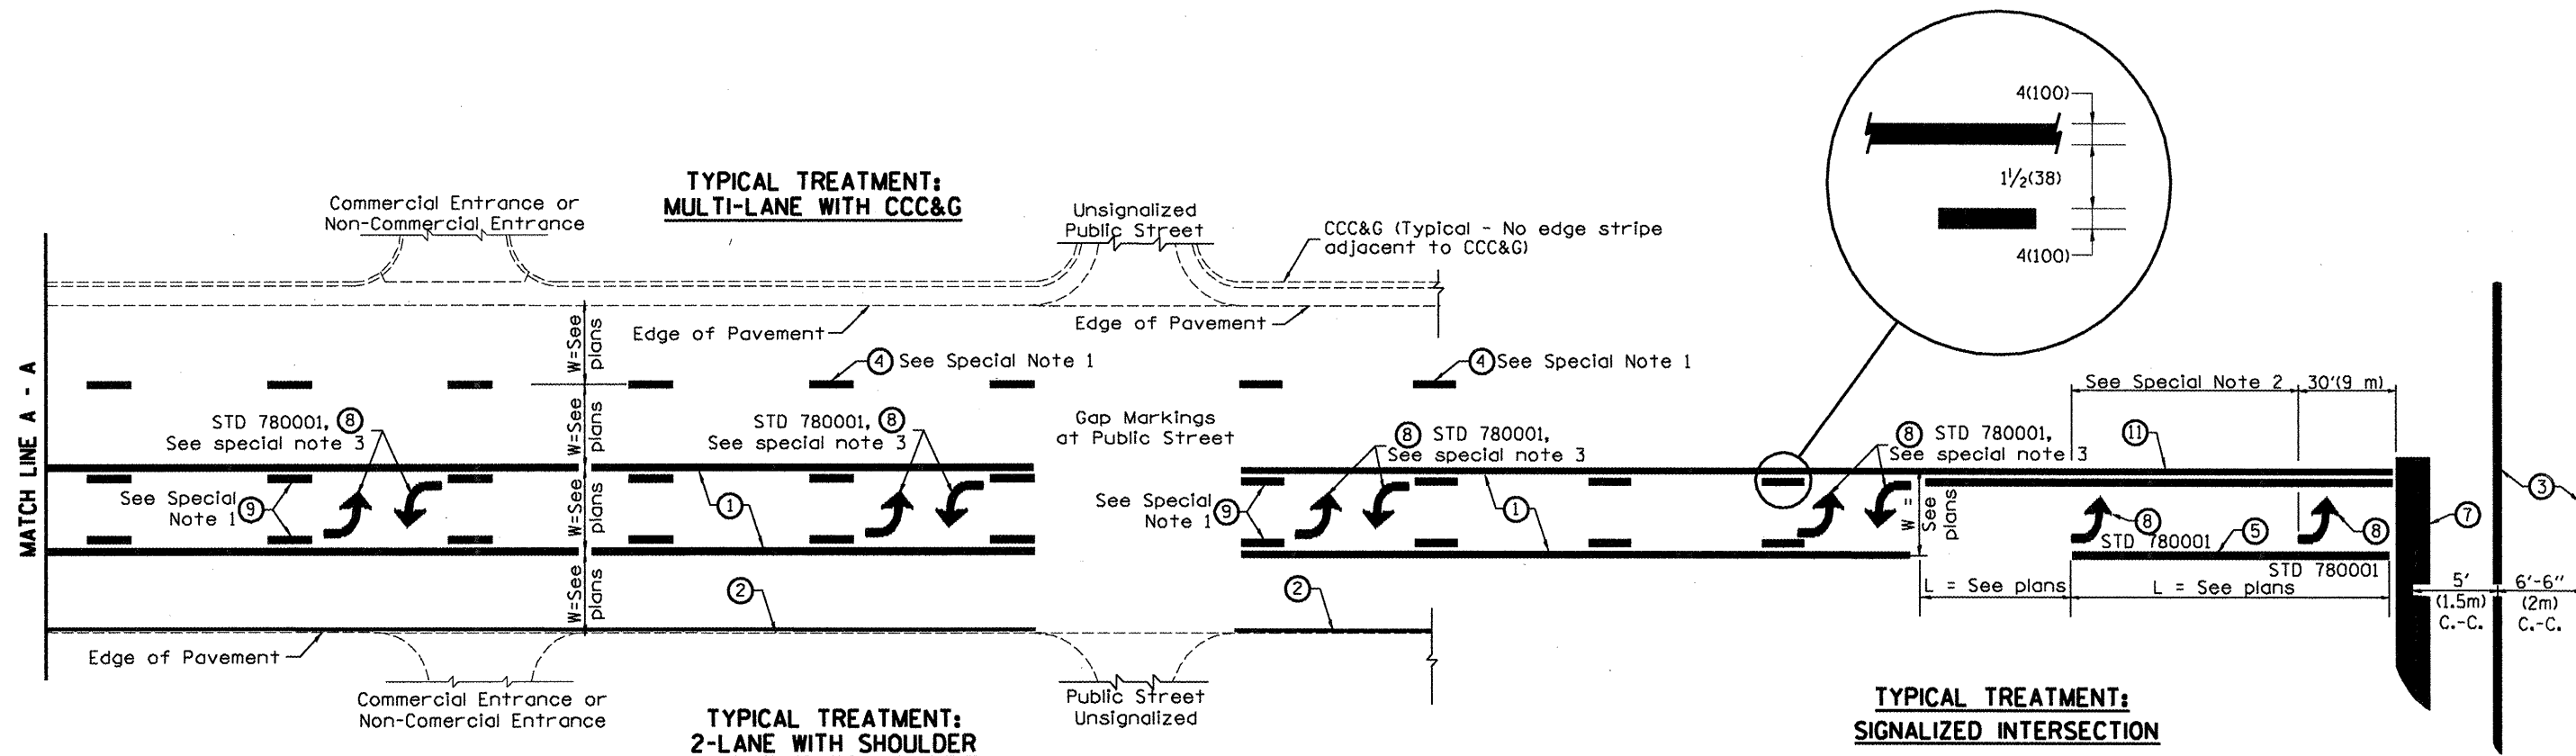 TYPICAL TREATMENT:
MULTI-LANE WITH CCC&G
Commercial Entrance or
Non-Commercial Entrance
Unsignalized
Public Street
CCC&G (Typical - No edge stripe
adjacent to CCC&G)
4(100)
1 1/2(38)
4(100)
MATCH LINE A - A
Edge of Pavement
Edge of Pavement
W=See
plans
4 See Special Note 1
4 See Special Note 1
W=See
plans
STD 780001, 8
See special note 3
STD 780001, 8
See special note 3
Gap Markings
at Public Street
8 STD 780001,
See special note 3
8 STD 780001,
See special note 3
See Special Note 2
30'(9 m)
11
See Special
Note 1 9
W=See
plans
1
See Special
Note 1 9
1
W =
See
plans
8
STD 780001
5
8
STD 780001
7
3
W=See
plans
2
2
L = See plans
L = See plans
5'
(1.5m)
C.-C.
6'-6"
(2m)
C.-C.
Edge of Pavement
Commercial Entrance or
Non-Comercial Entrance
Public Street
Unsignalized
TYPICAL TREATMENT:
2-LANE WITH SHOULDER
TYPICAL TREATMENT:
SIGNALIZED INTERSECTION